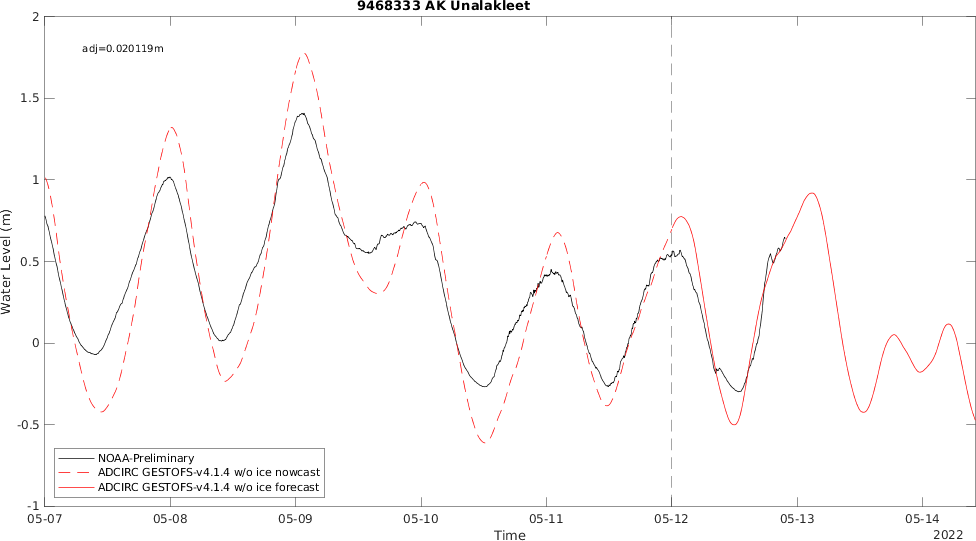 9468333 AK Unalakleet
adj=0.020119m
Water Level (m)
2
1.5
1
0.5
0
-0.5
-1
NOAA-Preliminary
ADCIRC GESTOFS-v4.1.4 w/o ice nowcast
ADCIRC GESTOFS-v4.1.4 w/o ice forecast
05-07 05-08 05-09 05-10 05-11 05-12 05-13 05-14
Time
2022